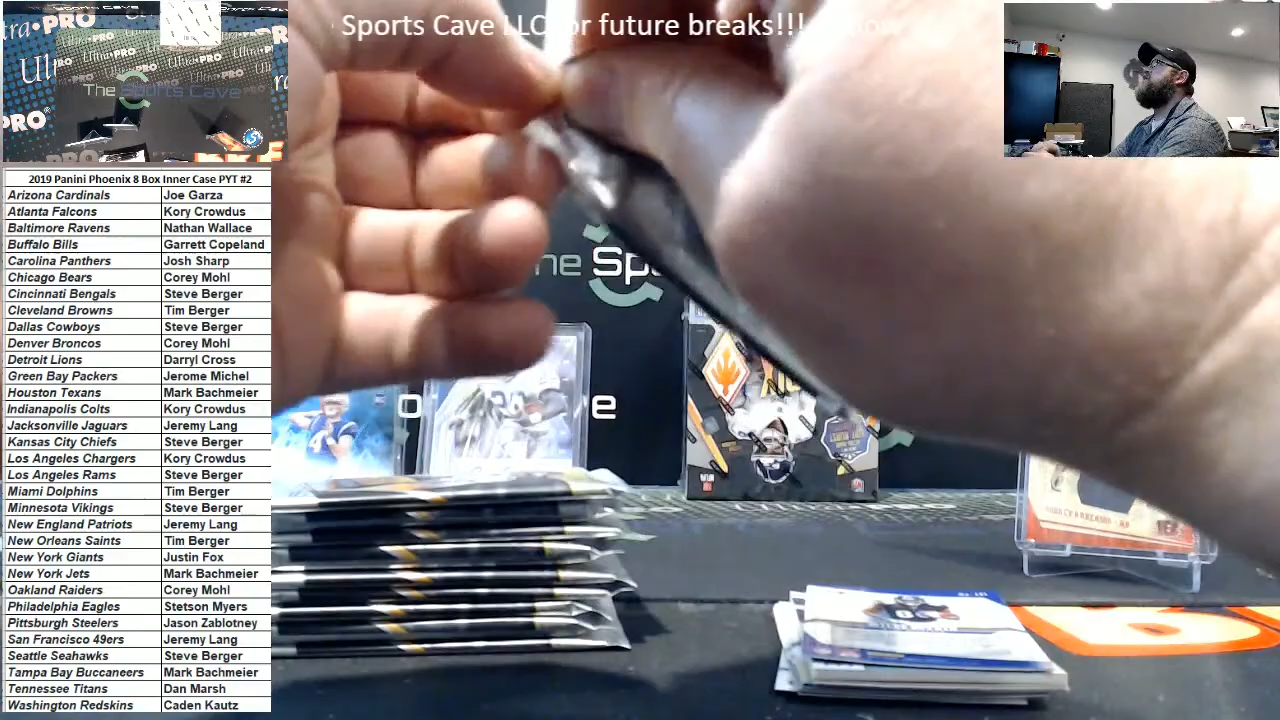 Sports Cave LLC for future breaks!!!
Ultra•PRO
The Sports Cave
2019 Panini Phoenix 8 Box Inner Case PYT #2
Arizona Cardinals Joe Garza
Atlanta Falcons Kory Crowdus
Baltimore Ravens Nathan Wallace
Buffalo Bills Garrett Copeland
Carolina Panthers Josh Sharp
Chicago Bears Corey Mohl
Cincinnati Bengals Steve Berger
Cleveland Browns Tim Berger
Dallas Cowboys Steve Berger
Denver Broncos Corey Mohl
Detroit Lions Darryl Cross
Green Bay Packers Jerome Michel
Houston Texans Mark Bachmeier
Indianapolis Colts Kory Crowdus
Jacksonville Jaguars Jeremy Lang
Kansas City Chiefs Steve Berger
Los Angeles Chargers Kory Crowdus
Los Angeles Rams Steve Berger
Miami Dolphins Tim Berger
Minnesota Vikings Steve Berger
New England Patriots Jeremy Lang
New Orleans Saints Tim Berger
New York Giants Justin Fox
New York Jets Mark Bachmeier
Oakland Raiders Corey Mohl
Philadelphia Eagles Stetson Myers
Pittsburgh Steelers Jason Zablotney
San Francisco 49ers Jeremy Lang
Seattle Seahawks Steve Berger
Tampa Bay Buccaneers Mark Bachmeier
Tennessee Titans Dan Marsh
Washington Redskins Caden Kautz